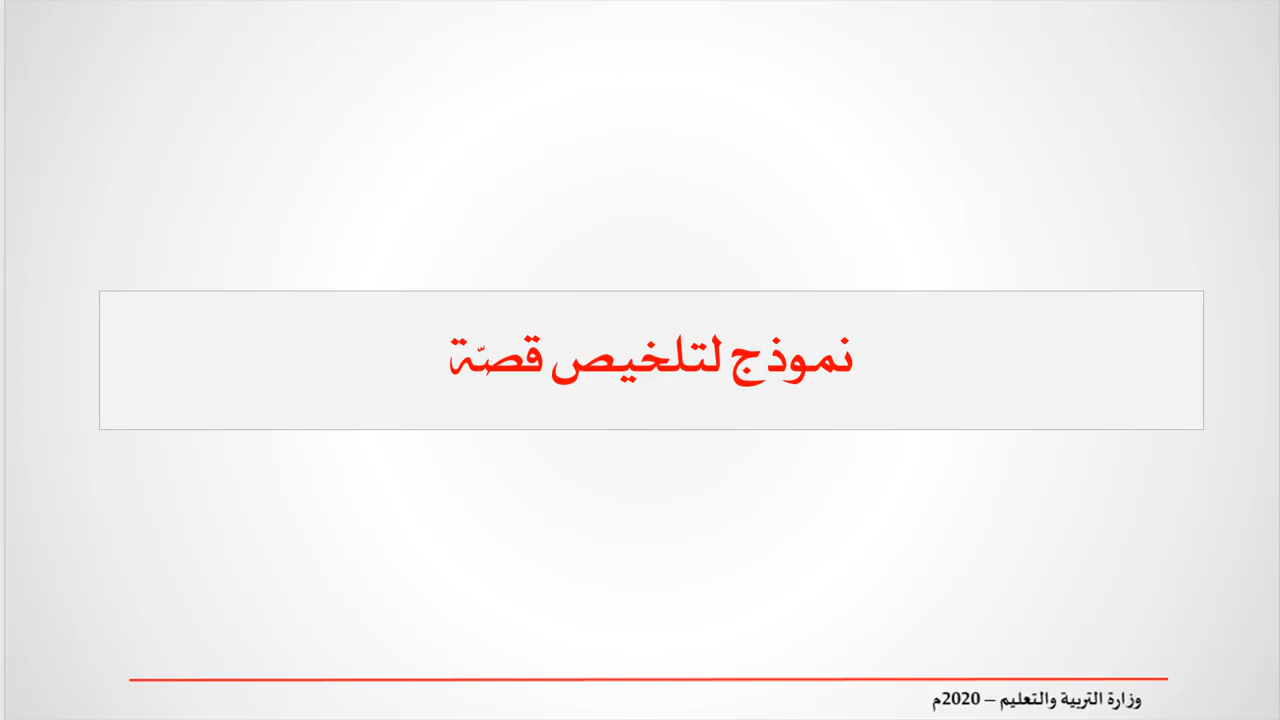 نموذج لتلخيص قصّة
وزارة التربية والتعليم – 2020م